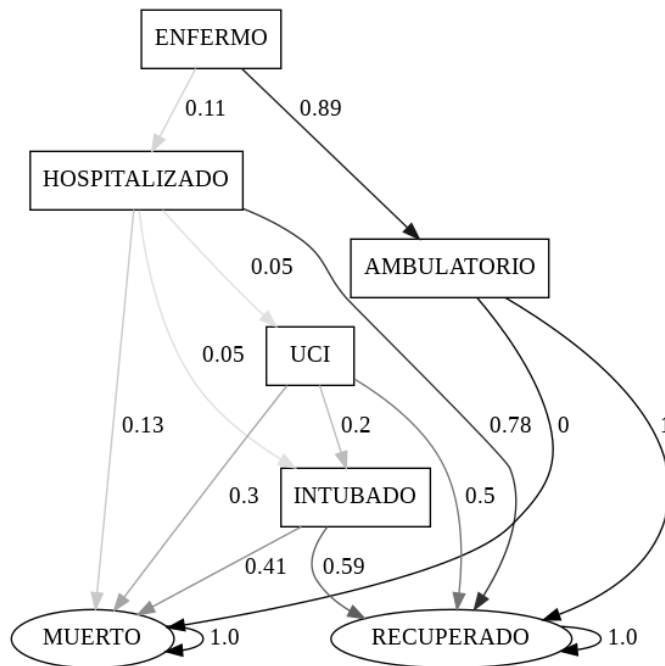 ENFERMO
0.11
0.89
HOSPITALIZADO
0.05
AMBULATORIO
0.05
UCI
0.13
0.2
0.78
0
1
0.3
INTUBADO
0.5
0.41
0.59
MUERTO
1.0
RECUPERADO
1.0